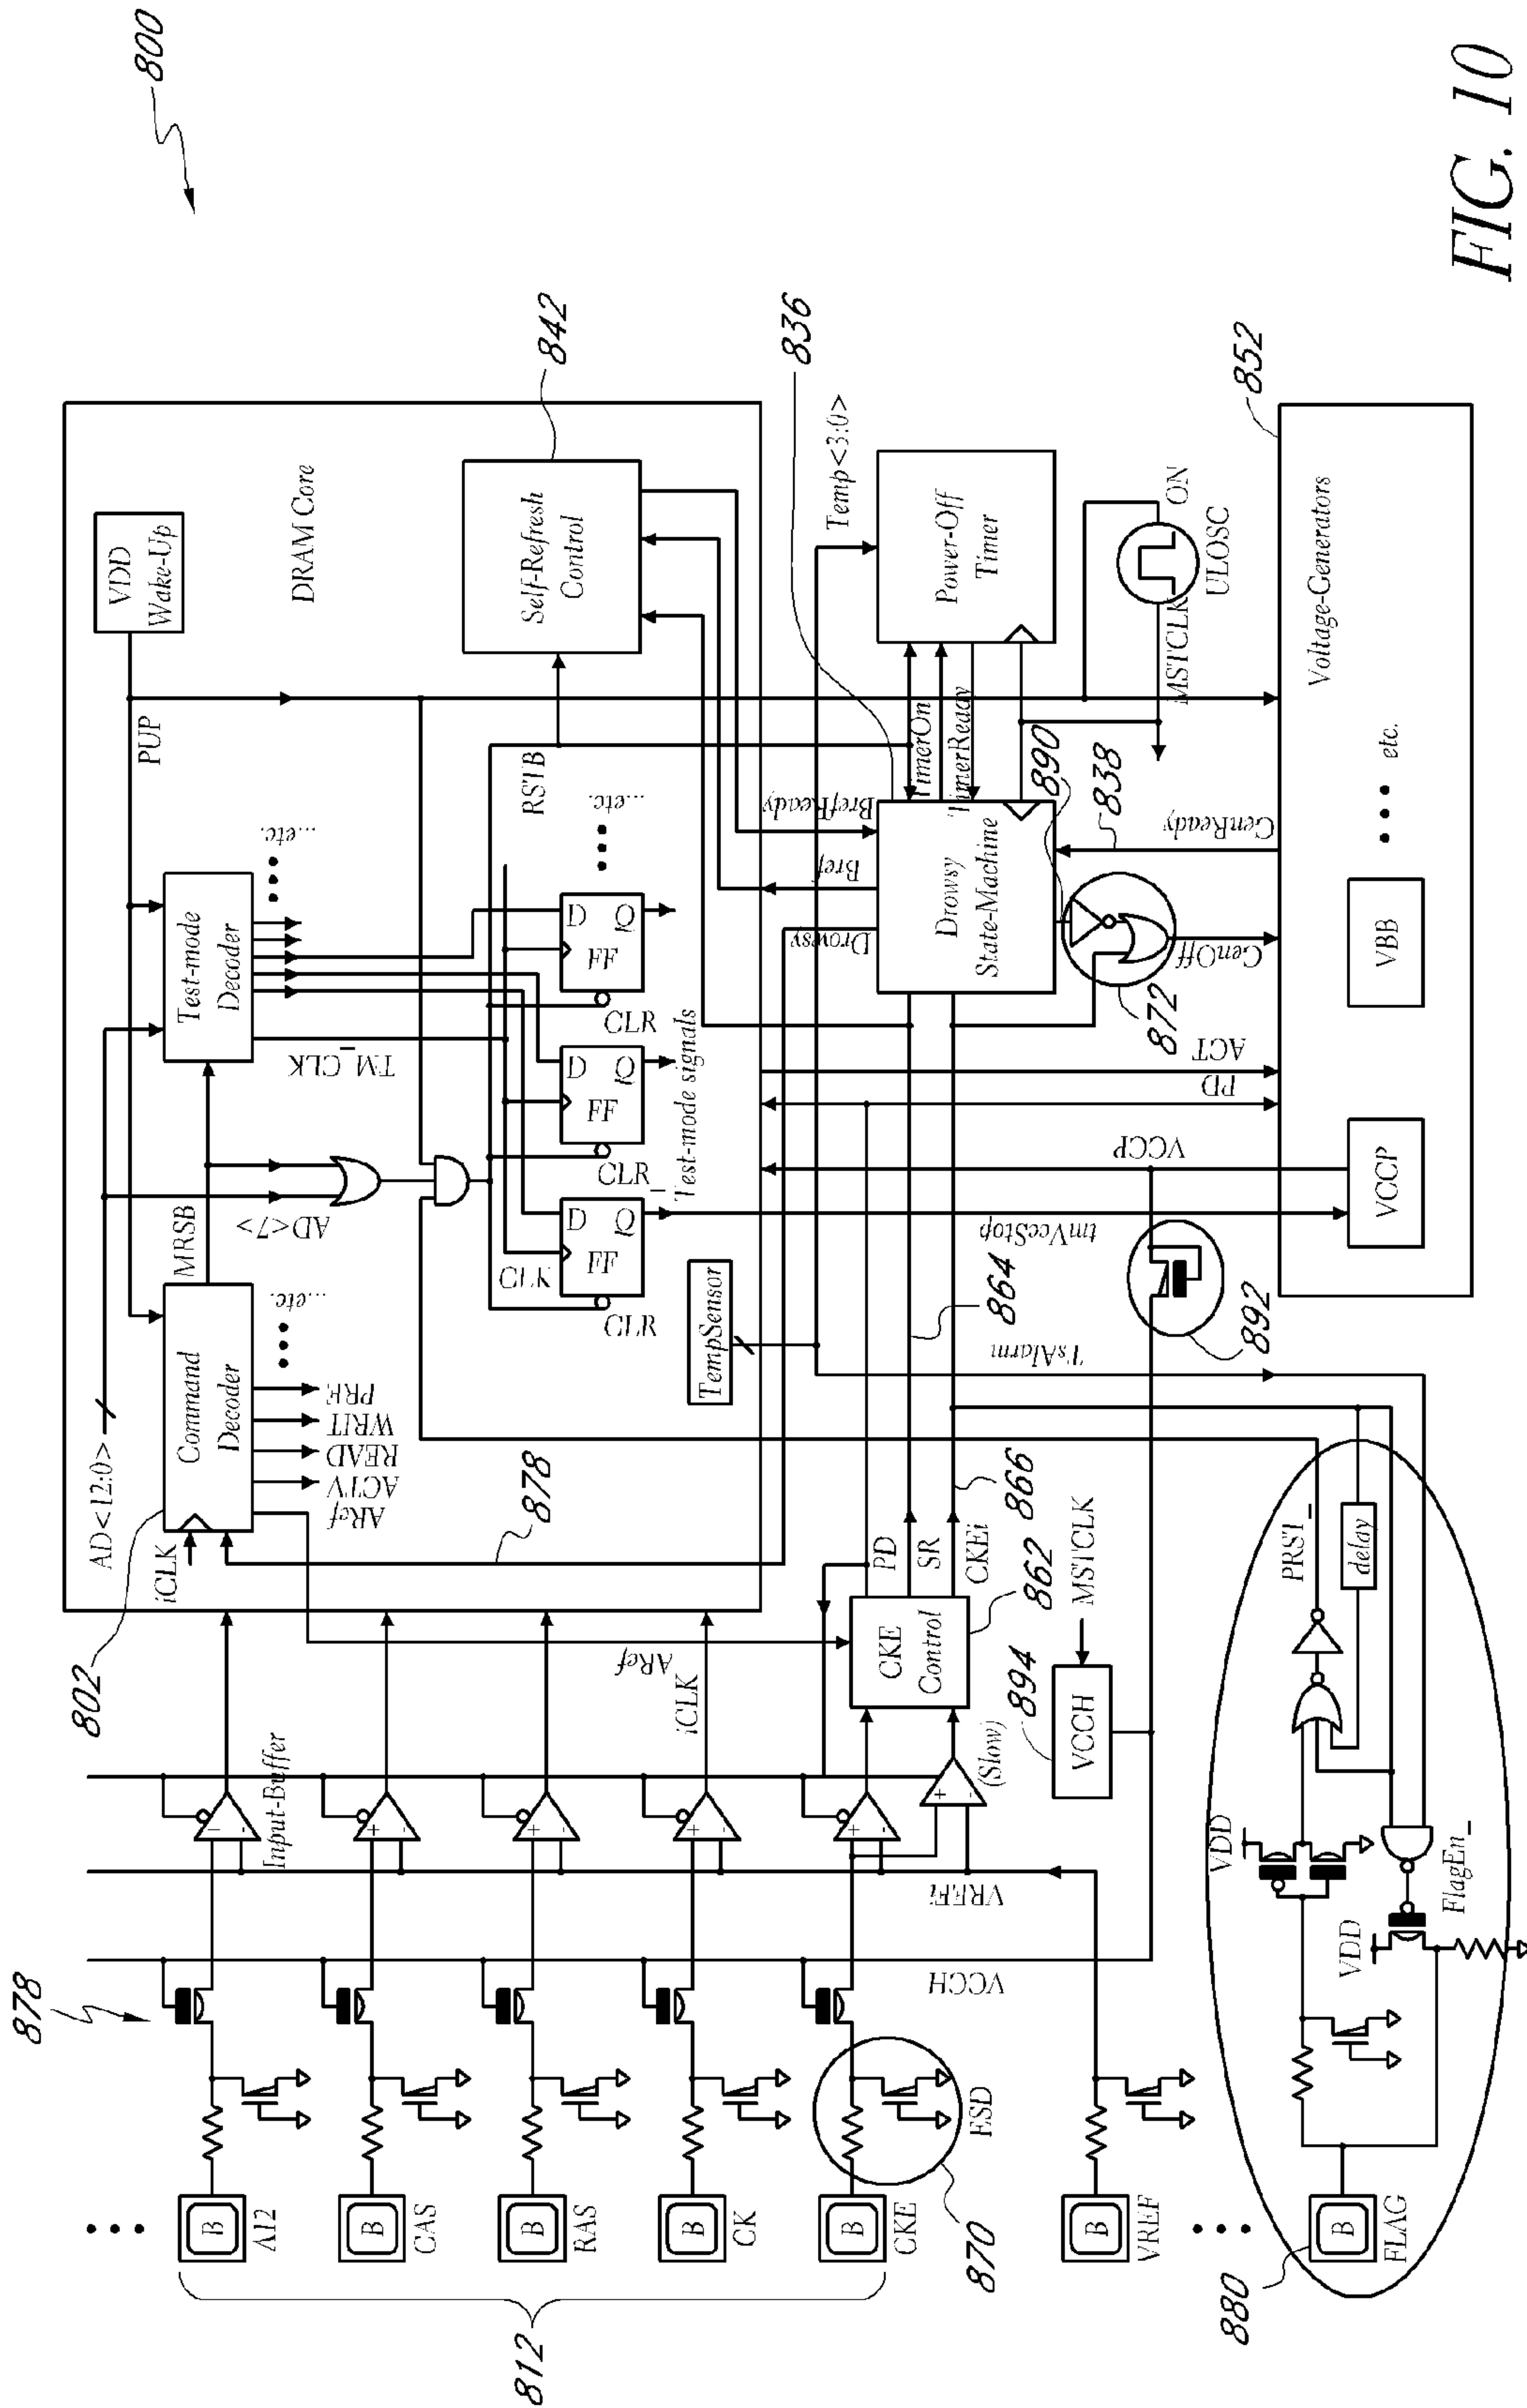 800
AD<12:0>
iCLK
802
Command
Decoder
ARef
ACTV
READ
WRIT
PRE
...etc.
MRSB
AD<7>
Test-mode
Decoder
TM_CLK
...etc.
PUP
VDD
Wake-Up
DRAM Core
878
CLK
D
Q
FF
CLR
D
Q
FF
CLR_
D
Q
FF
CLR
...etc.
Test-mode signals
RSTB
Self-Refresh
Control
842
878
812
B
A12
B
CAS
B
RAS
B
CK
B
CKE
ESD
870
B
VREF
VCCH
VREFi
Input-Buffer
-
-
+
-
+
-
+
-
+
-
+
-
(Slow)
iCLK
ARef
CKE
Control
862
PD
SR
CKEi
864
866
TempSensor
TsAlarm
Drowsy
Bref
BrefReady
Drowsy
State-Machine
836
TimerOn
TimerReady
Temp<3:0>
Power-Off
Timer
890
838
872
GenOff
GenReady
MSTCLK
ON
ULOSC
894
VCCH
MSTCLK
tmVccStop
VCCP
PD
ACT
892
852
Voltage-Generators
VCCP
VBB
etc.
880
B
FLAG
VDD
VDD
FlagEn_
PRST_
delay
FIG. 10